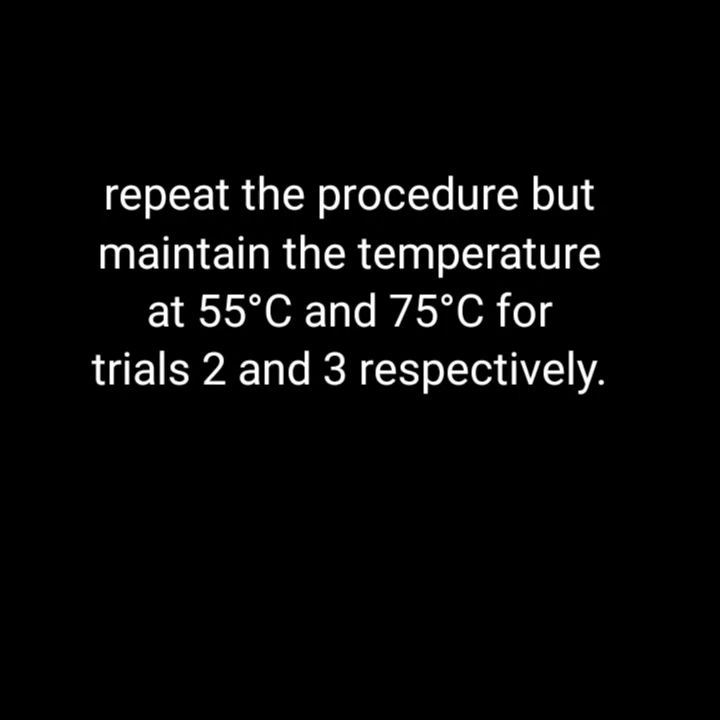 repeat the procedure but
maintain the temperature
at 55°C and 75°C for
trials 2 and 3 respectively.